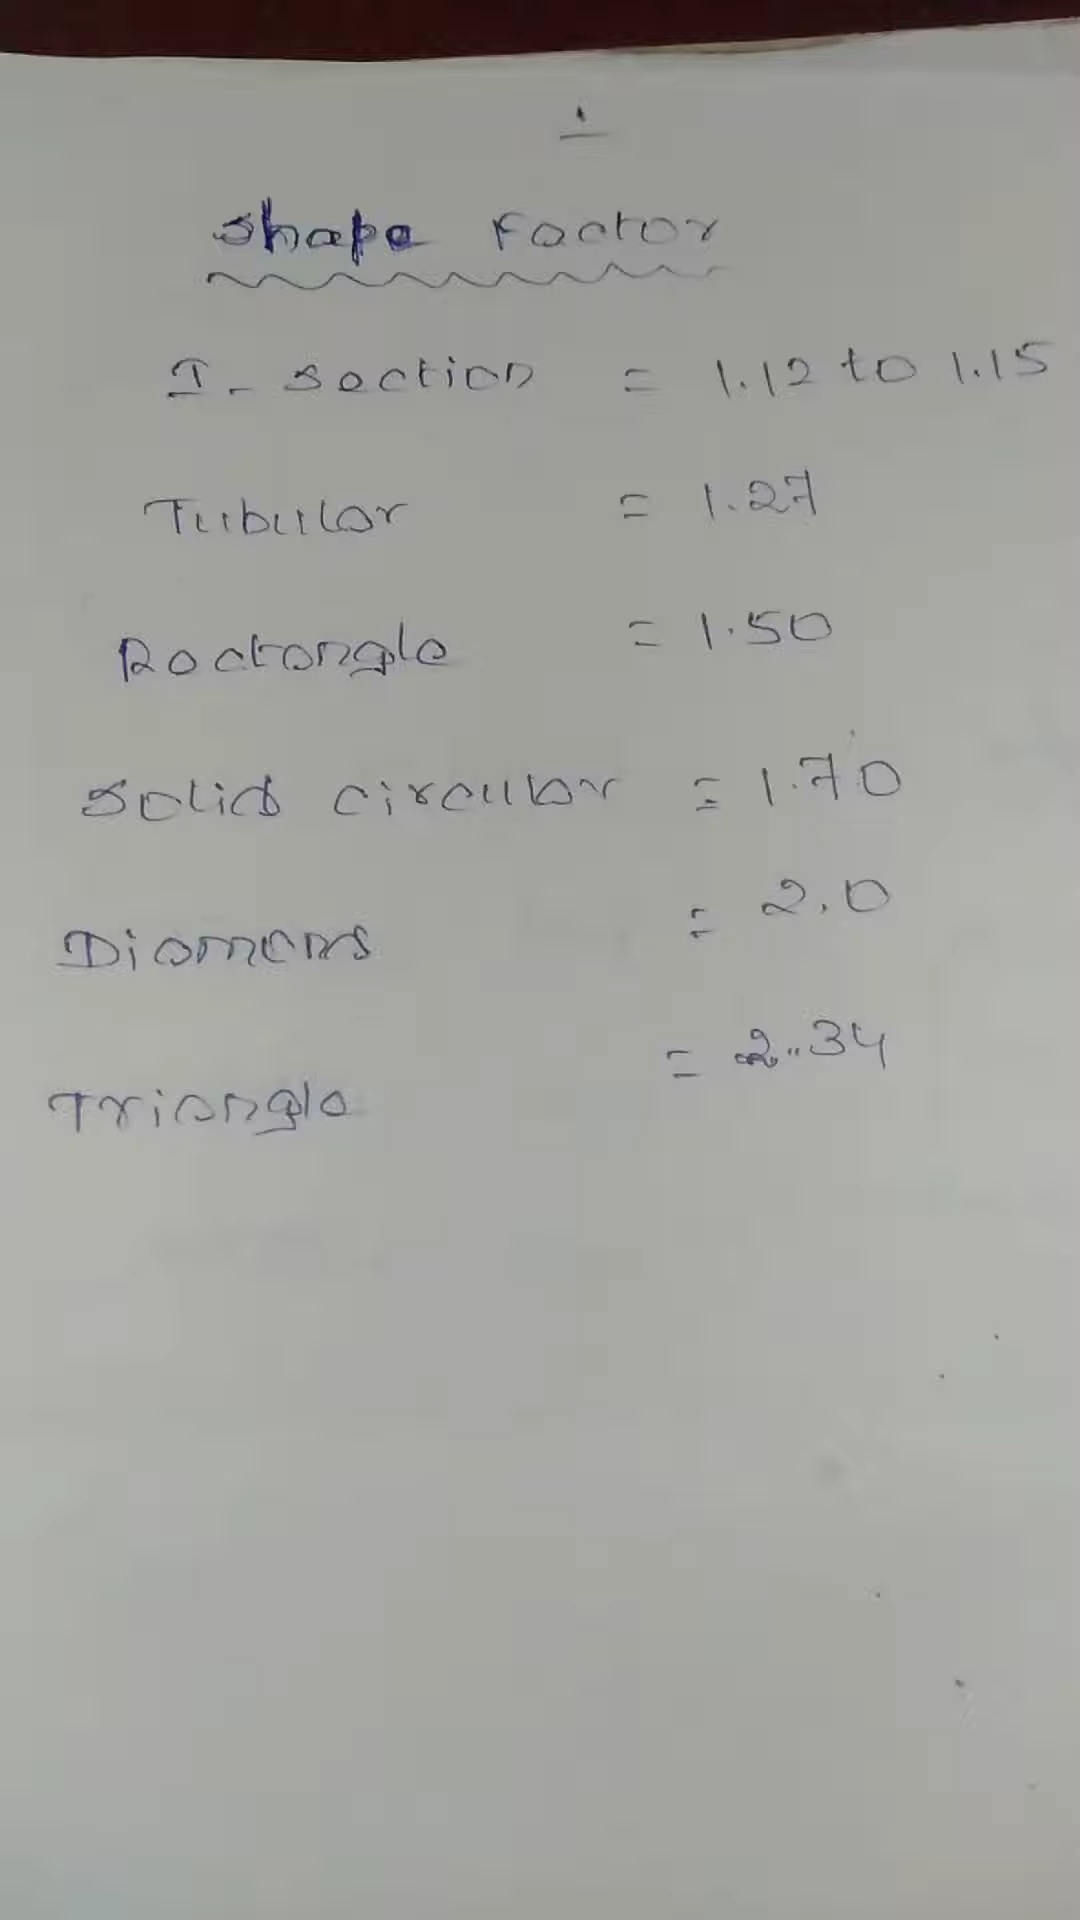 Shape Factor
I - Section = 1.12 to 1.15
Tubular = 1.27
Rectangle = 1.50
Solid circular = 1.70
Diamond = 2.0
Triangle = 2.34